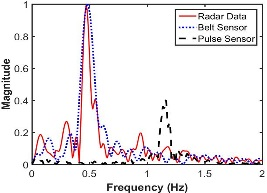 1
Radar Data
Belt Sensor
Pulse Sensor
0.8
0.6
0.4
0.2
0
Magnitude
0 0.5 1 1.5 2
Frequency (Hz)